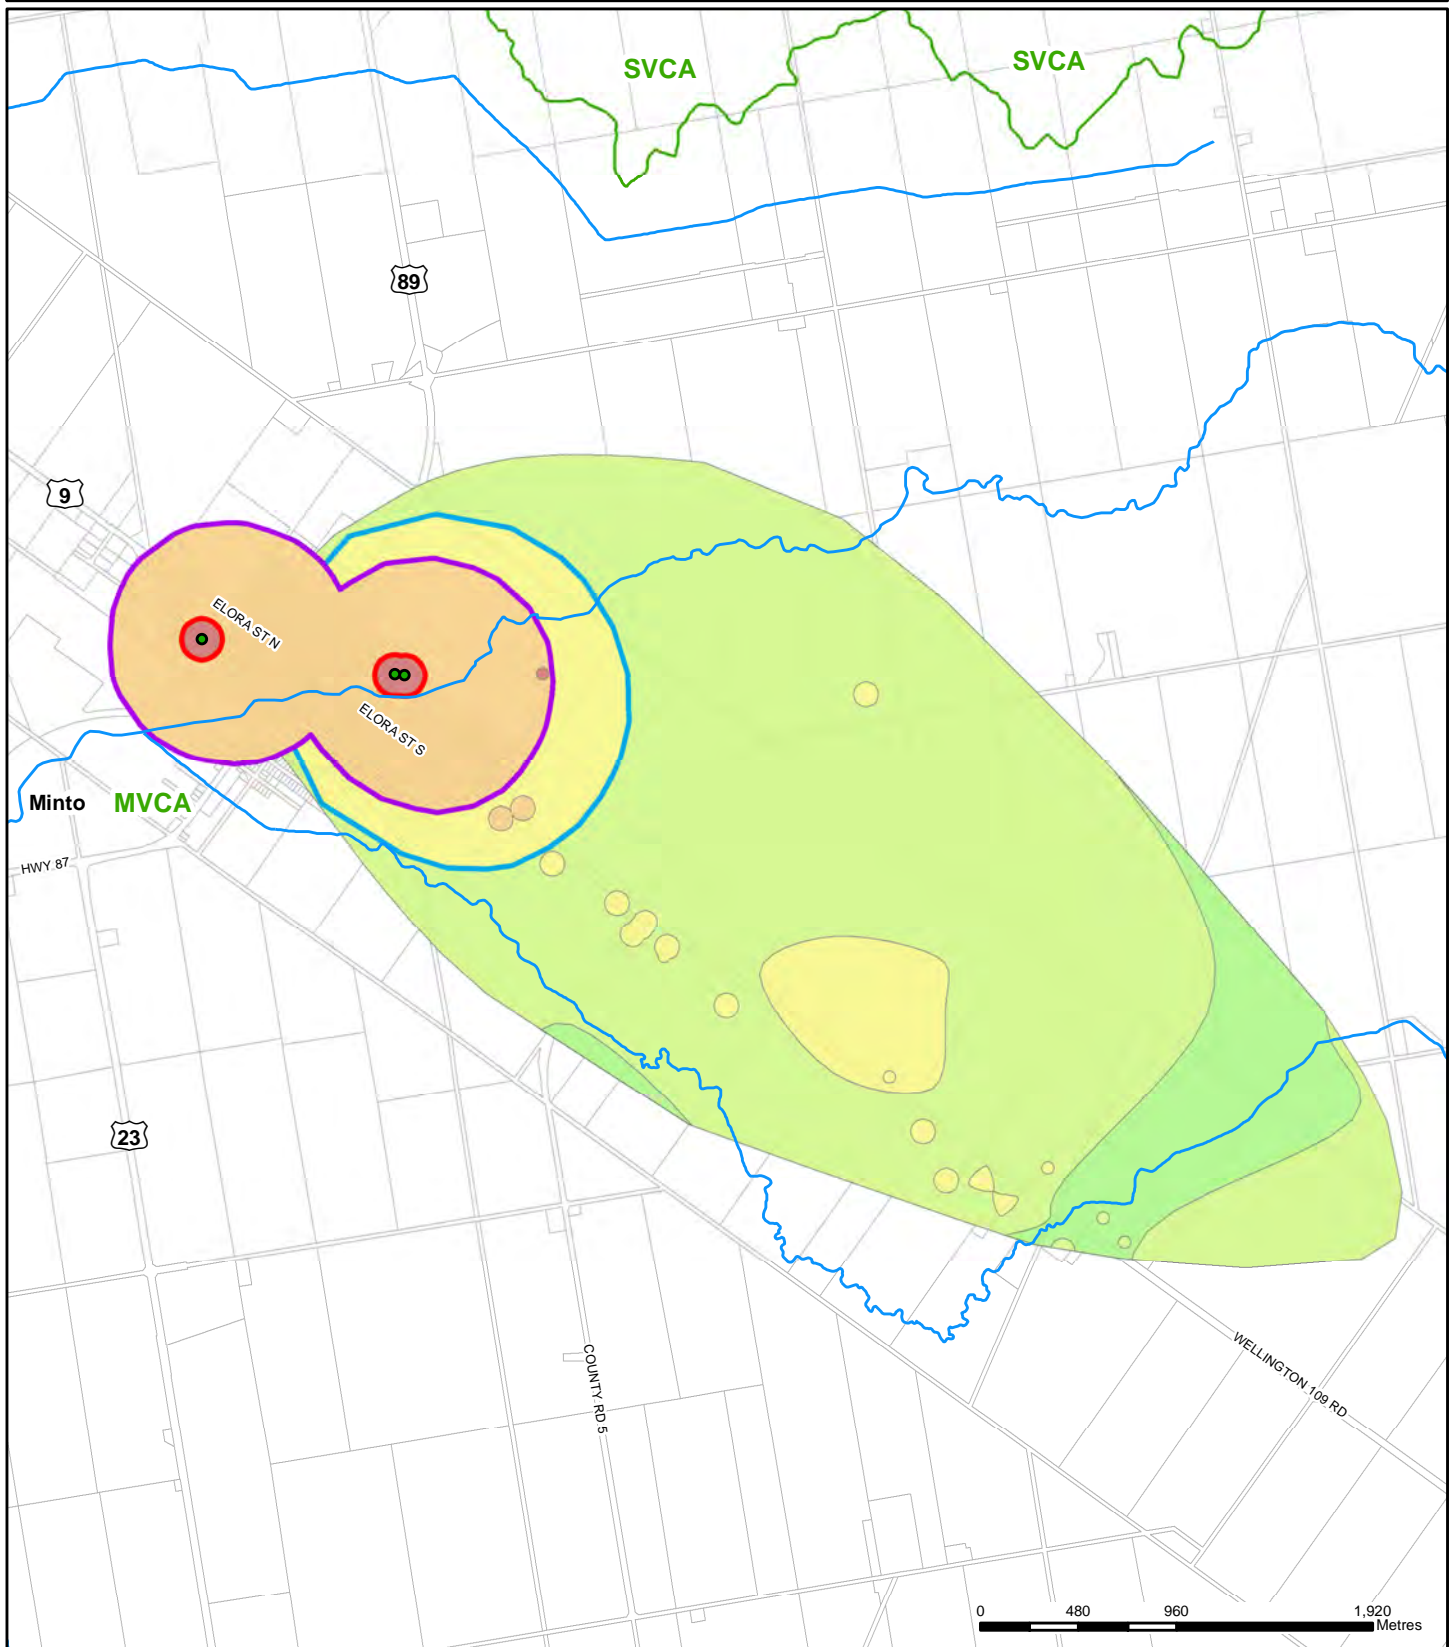 SVCA
SVCA
89
9
ELORA ST N
ELORA ST S
Minto
MVCA
HWY 87
23
COUNTY RD 5
WELLINGTON 109 RD
0 480 960 1,920
Metres